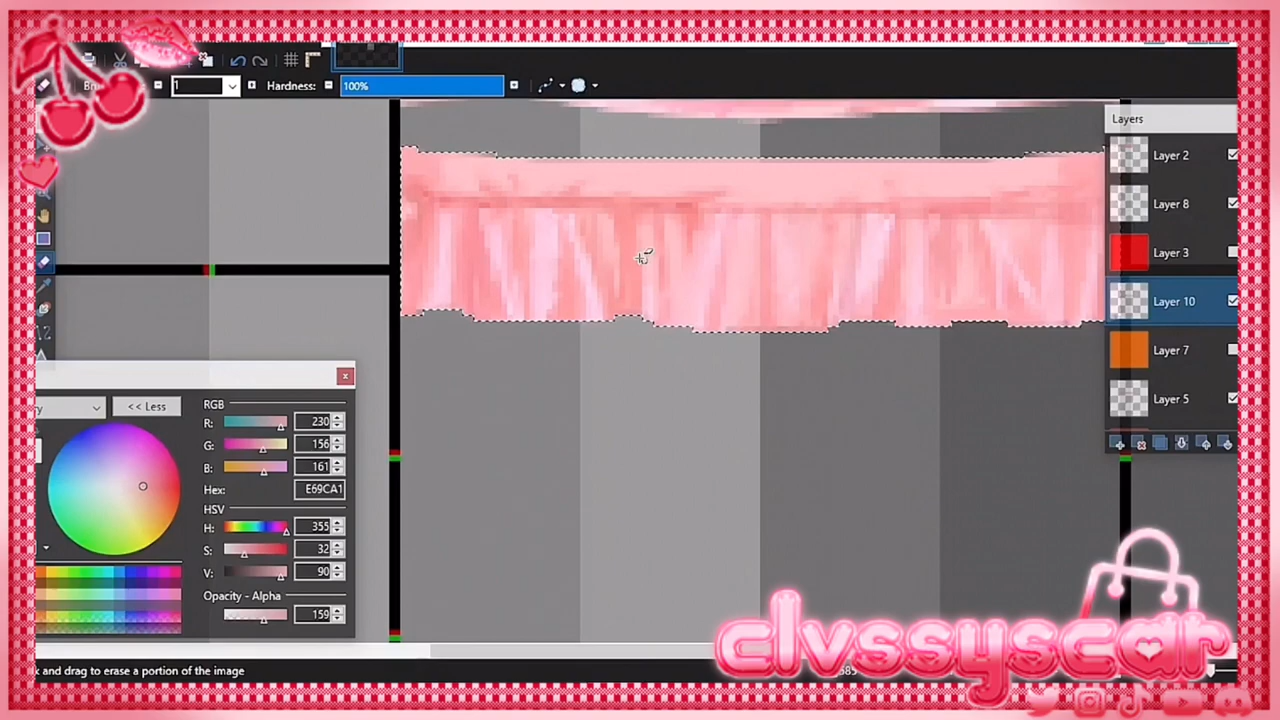 1
Hardness:
100%
Layers
Layer 2
Layer 8
Layer 3
Layer 10
Layer 7
Layer 5
<< Less
RGB
R: 230
G: 156
B: 161
Hex: E69CA1
HSV
H: 355
S: 32
V: 90
Opacity - Alpha
159
clvssyscar
and drag to erase a portion of the image